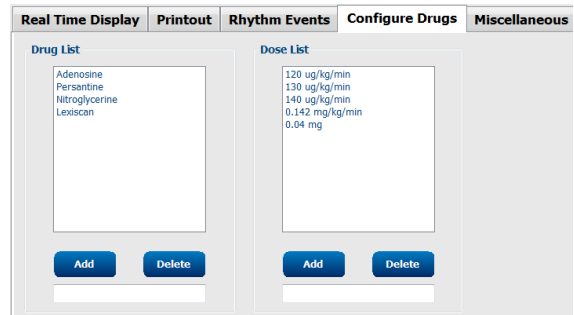 Real Time Display Printout Rhythm Events Configure Drugs Miscellaneous
Drug List
Adenosine
Persantine
Nitroglycerine
Lexiscan
Add Delete
Dose List
120 ug/kg/min
130 ug/kg/min
140 ug/kg/min
0.142 mg/kg/min
0.04 mg
Add Delete